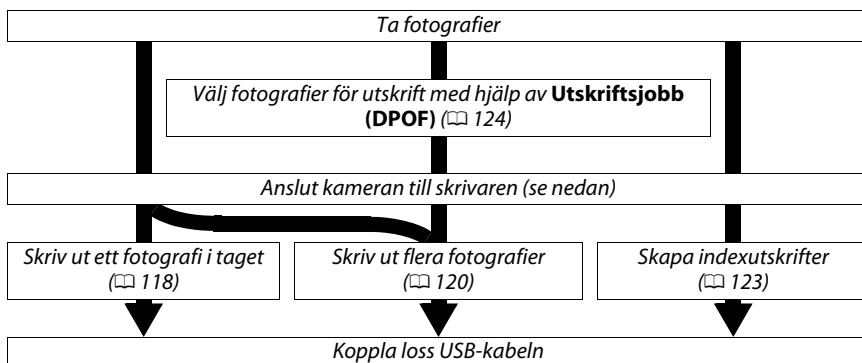 Ta fotografier
Välj fotografier för utskrift med hjälp av Utskriftsjobb
(DPOF) (🕮 124)
Anslut kameran till skrivaren (se nedan)
Skriv ut ett fotografi i taget
(🕮 118)
Skriv ut flera fotografier
(🕮 120)
Skapa indexutskrifter
(🕮 123)
Koppla loss USB-kabeln